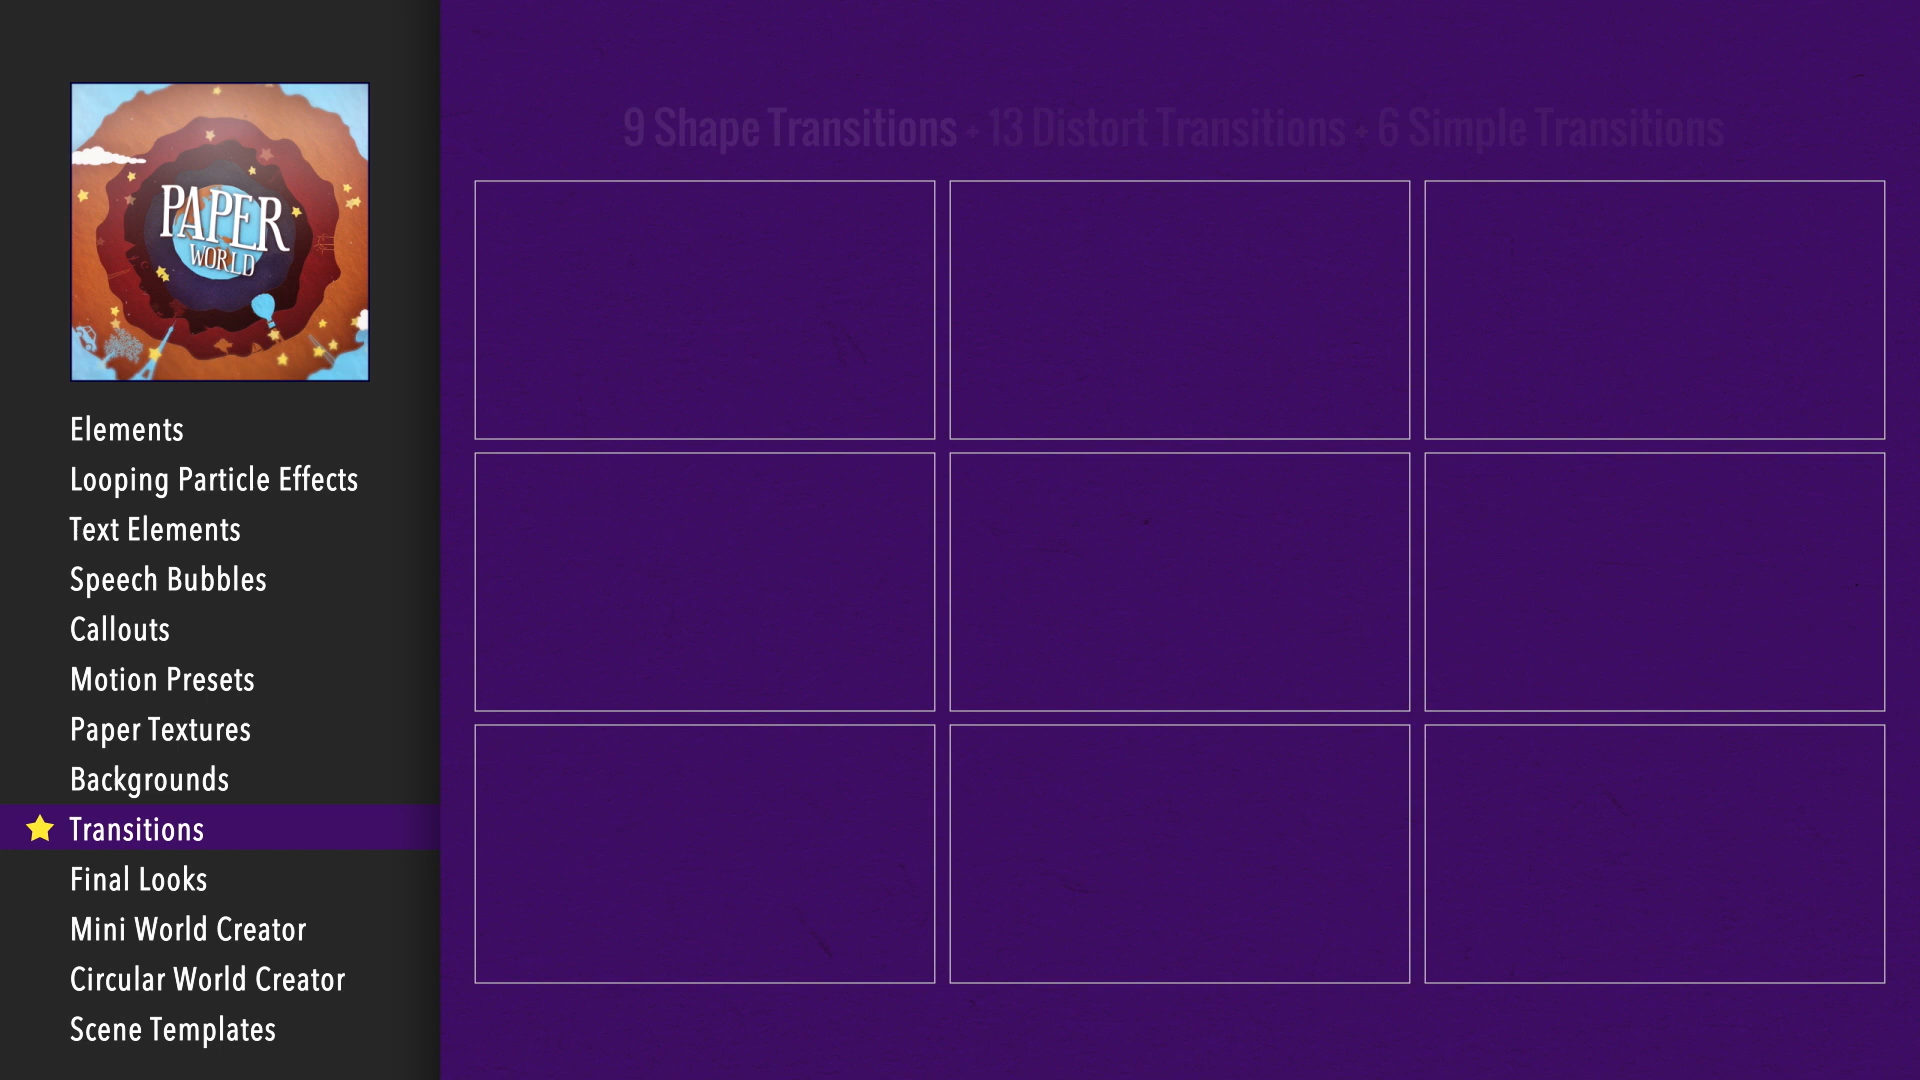 PAPER
WORLD
Elements
Looping Particle Effects
Text Elements
Speech Bubbles
Callouts
Motion Presets
Paper Textures
Backgrounds
Transitions
Final Looks
Mini World Creator
Circular World Creator
Scene Templates
9 Shape Transitions + 13 Distort Transitions + 6 Simple Transitions